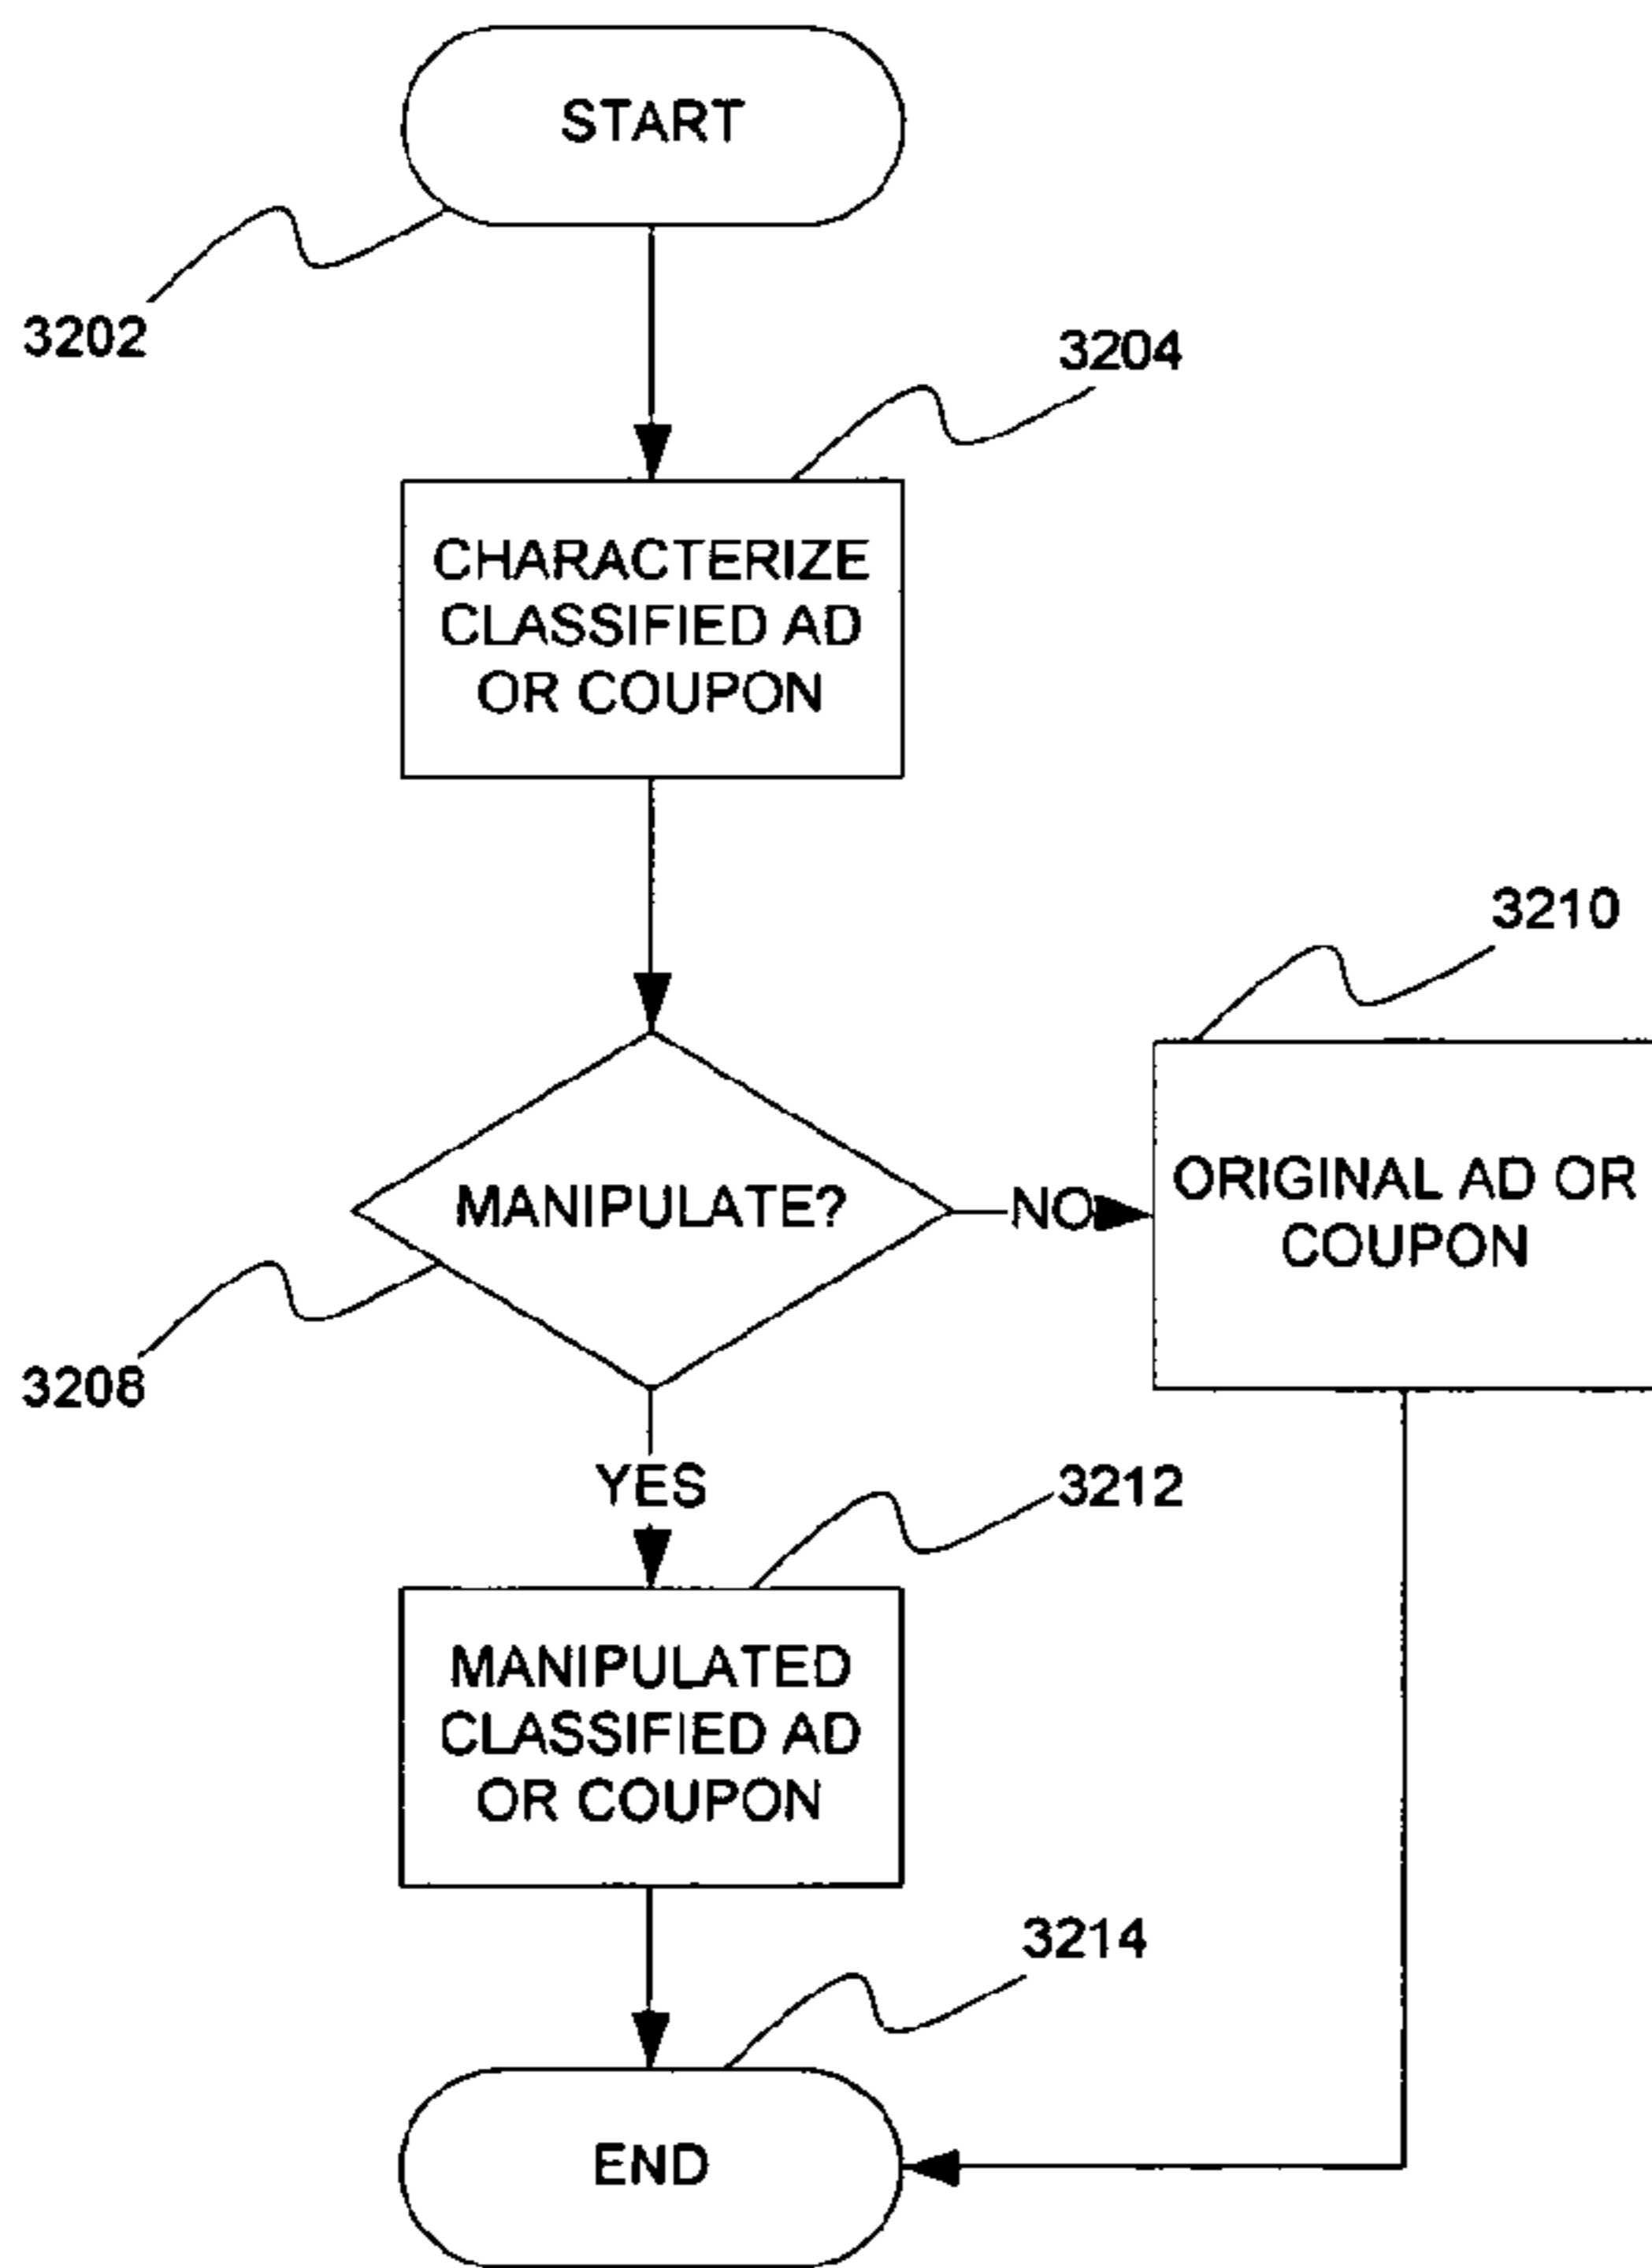 START
3202
3204
CHARACTERIZE
CLASSIFIED AD
OR COUPON
3210
MANIPULATE?
NO
ORIGINAL AD OR
COUPON
3208
YES
3212
MANIPULATED
CLASSIFIED AD
OR COUPON
3214
END